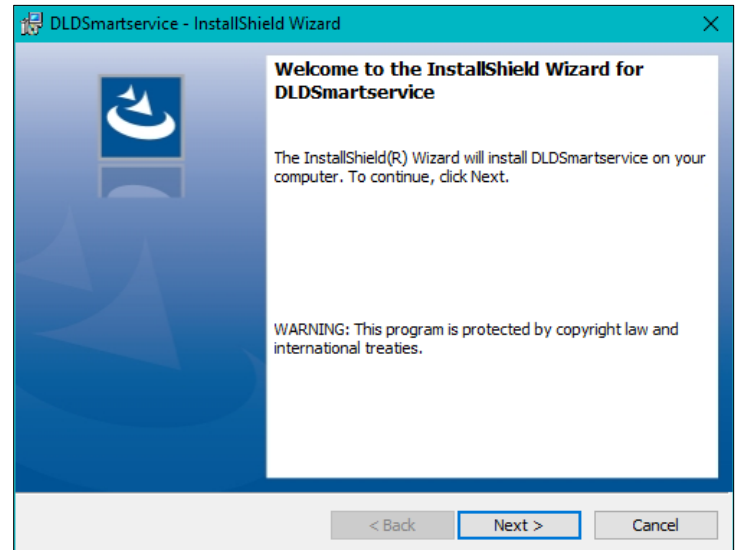 DLDSmartservice - InstallShield Wizard
Welcome to the InstallShield Wizard for
DLDSmartservice
The InstallShield(R) Wizard will install DLDSmartservice on your
computer. To continue, click Next.
WARNING: This program is protected by copyright law and
international treaties.
< Back Next > Cancel